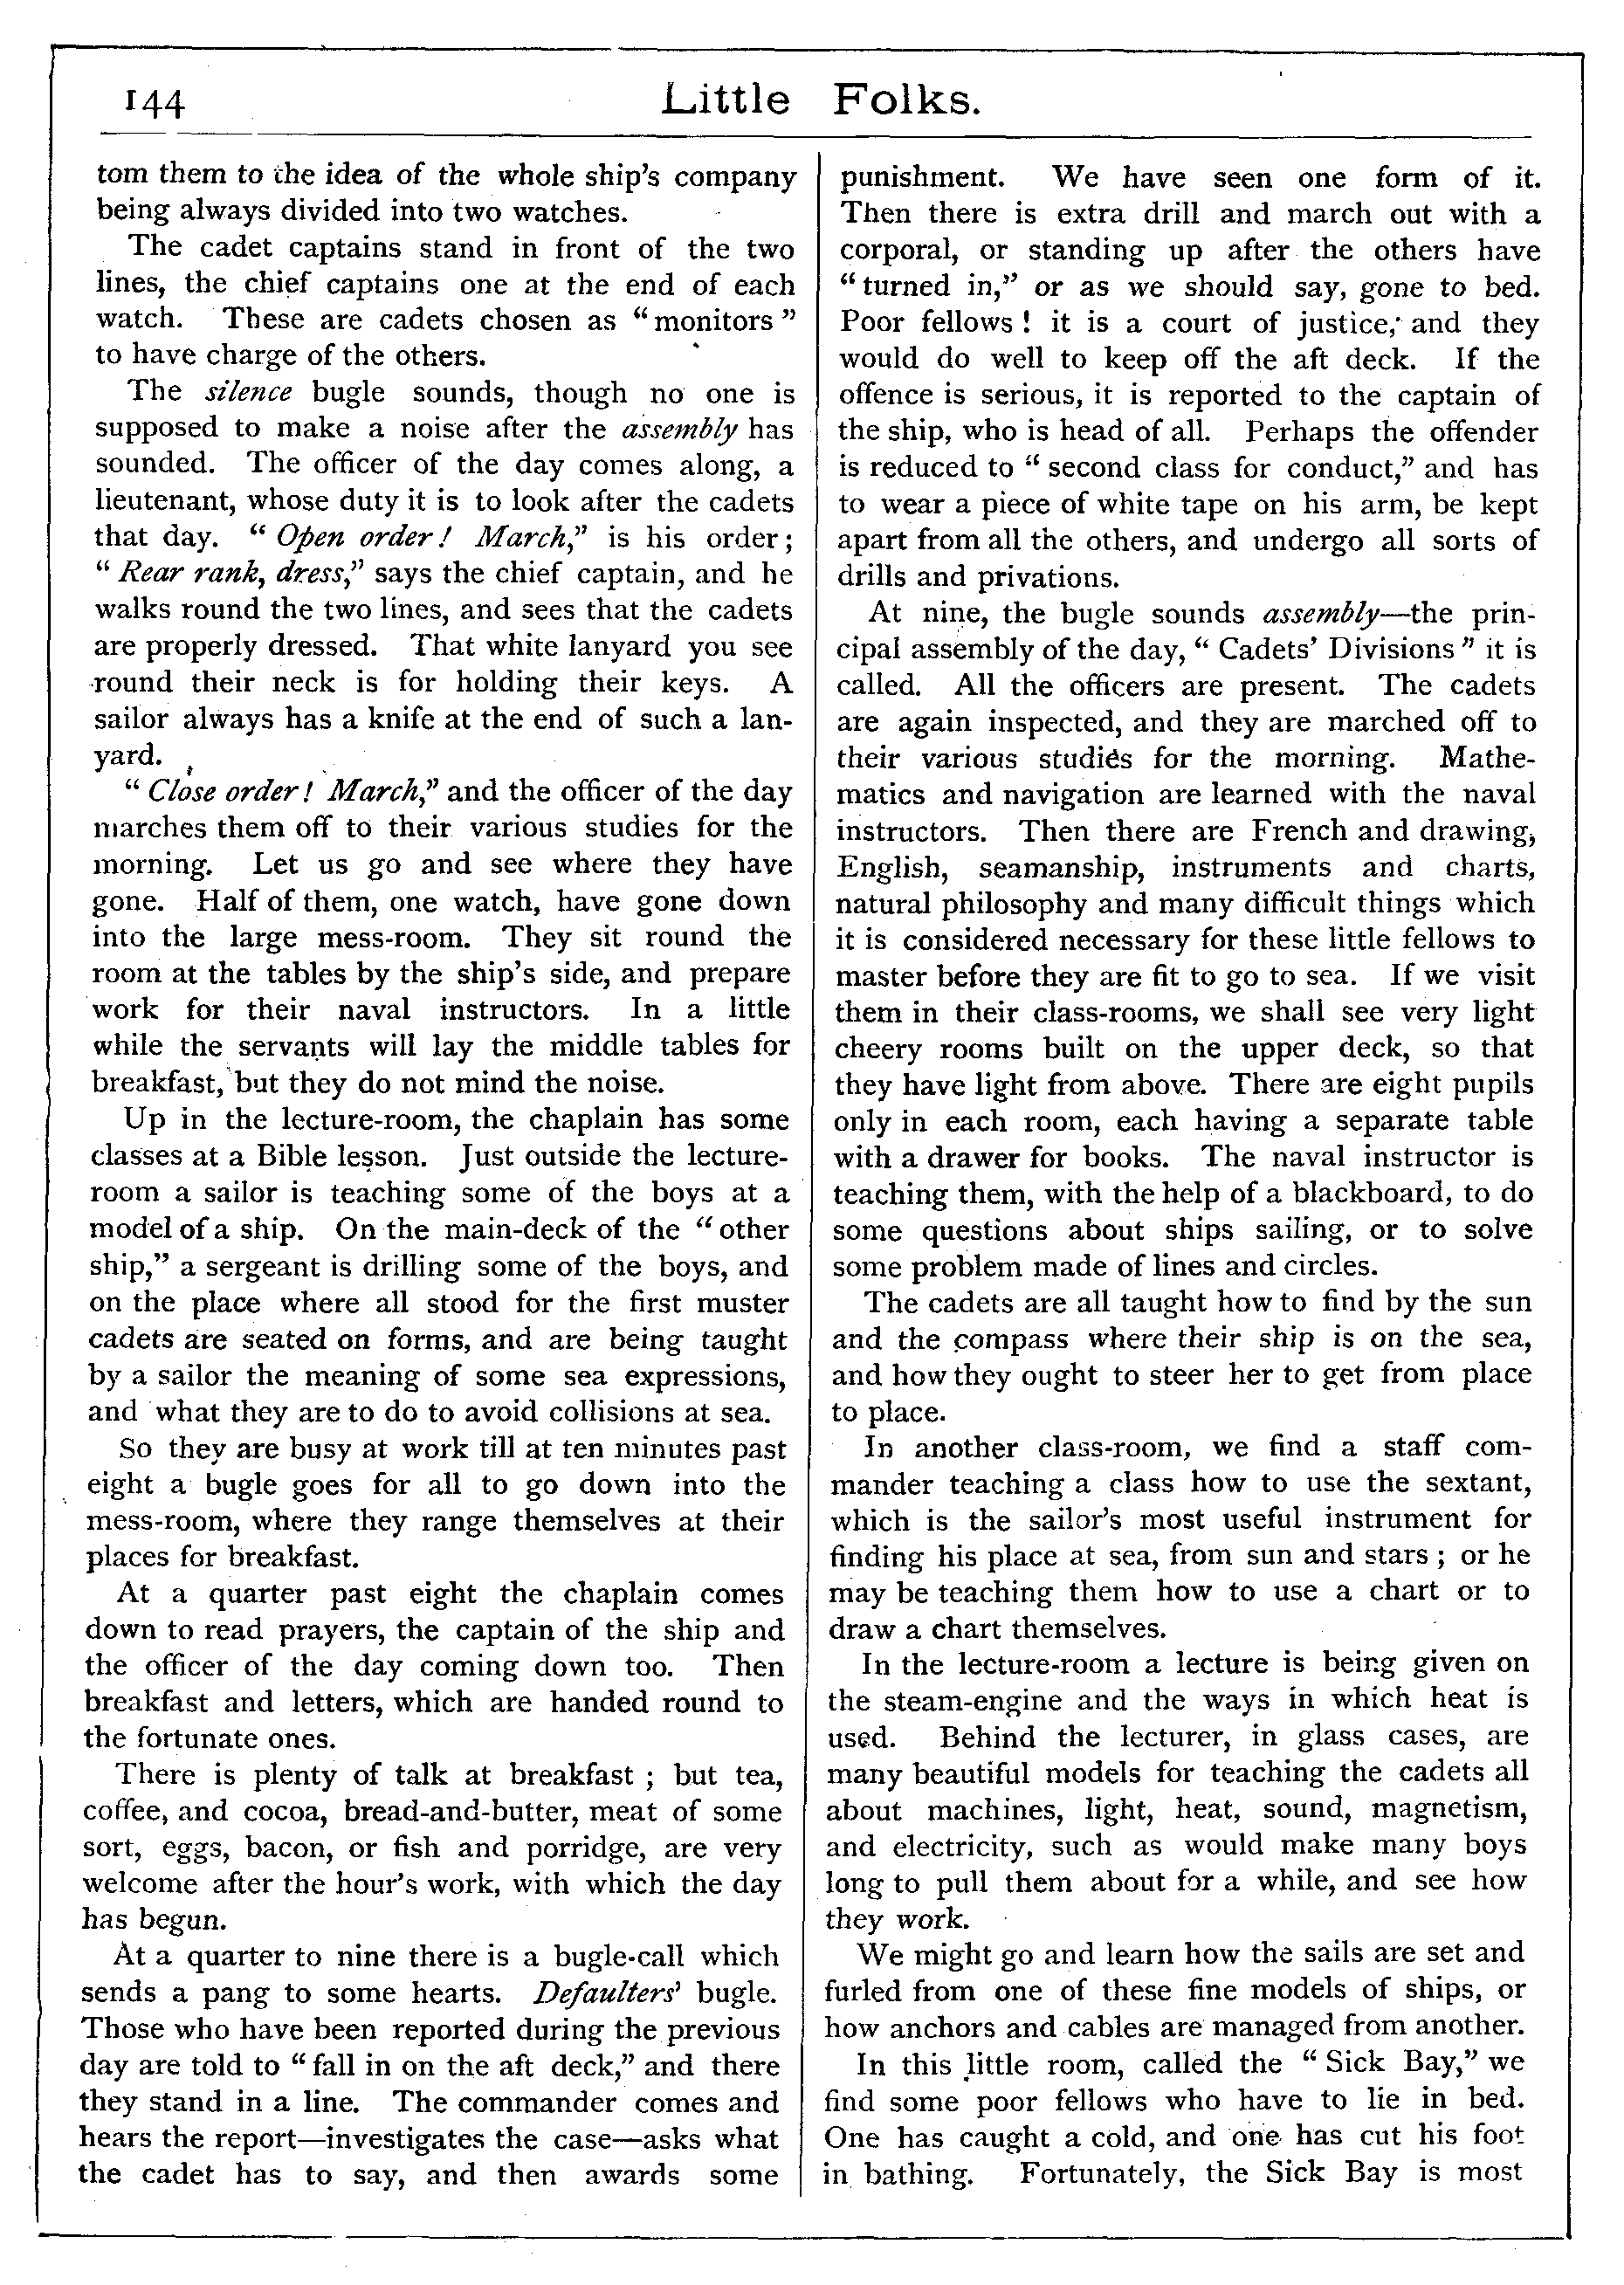 144
Little Folks.
tom them to the idea of the whole ship's company
being always divided into two watches.
The cadet captains stand in front of the two
lines, the chief captains one at the end of each
watch. These are cadets chosen as "monitors"
to have charge of the others.
The silence bugle sounds, though no one is
supposed to make a noise after the assembly has
sounded. The officer of the day comes along, a
lieutenant, whose duty it is to look after the cadets
that day. "Open order! March," is his order;
"Rear rank, dress," says the chief captain, and he
walks round the two lines, and sees that the cadets
are properly dressed. That white lanyard you see
round their neck is for holding their keys. A
sailor always has a knife at the end of such a lan-
yard.
"Close order! March," and the officer of the day
marches them off to their various studies for the
morning. Let us go and see where they have
gone. Half of them, one watch, have gone down
into the large mess-room. They sit round the
room at the tables by the ship's side, and prepare
work for their naval instructors. In a little
while the servants will lay the middle tables for
breakfast, but they do not mind the noise.
Up in the lecture-room, the chaplain has some
classes at a Bible lesson. Just outside the lecture-
room a sailor is teaching some of the boys at a
model of a ship. On the main-deck of the "other
ship," a sergeant is drilling some of the boys, and
on the place where all stood for the first muster
cadets are seated on forms, and are being taught
by a sailor the meaning of some sea expressions,
and what they are to do to avoid collisions at sea.
So they are busy at work till at ten minutes past
eight a bugle goes for all to go down into the
mess-room, where they range themselves at their
places for breakfast.
At a quarter past eight the chaplain comes
down to read prayers, the captain of the ship and
the officer of the day coming down too. Then
breakfast and letters, which are handed round to
the fortunate ones.
There is plenty of talk at breakfast; but tea,
coffee, and cocoa, bread-and-butter, meat of some
sort, eggs, bacon, or fish and porridge, are very
welcome after the hour's work, with which the day
has begun.
At a quarter to nine there is a bugle-call which
sends a pang to some hearts. Defaulters' bugle.
Those who have been reported during the previous
day are told to "fall in on the aft deck," and there
they stand in a line. The commander comes and
hears the report—investigates the case—asks what
the cadet has to say, and then awards some
punishment. We have seen one form of it.
Then there is extra drill and march out with a
corporal, or standing up after the others have
"turned in," or as we should say, gone to bed.
Poor fellows! it is a court of justice, and they
would do well to keep off the aft deck. If the
offence is serious, it is reported to the captain of
the ship, who is head of all. Perhaps the offender
is reduced to "second class for conduct," and has
to wear a piece of white tape on his arm, be kept
apart from all the others, and undergo all sorts of
drills and privations.
At nine, the bugle sounds assembly—the prin-
cipal assembly of the day, "Cadets' Divisions" it is
called. All the officers are present. The cadets
are again inspected, and they are marched off to
their various studies for the morning. Mathe-
matics and navigation are learned with the naval
instructors. Then there are French and drawing,
English, seamanship, instruments and charts,
natural philosophy and many difficult things which
it is considered necessary for these little fellows to
master before they are fit to go to sea. If we visit
them in their class-rooms, we shall see very light
cheery rooms built on the upper deck, so that
they have light from above. There are eight pupils
only in each room, each having a separate table
with a drawer for books. The naval instructor is
teaching them, with the help of a blackboard, to do
some questions about ships sailing, or to solve
some problem made of lines and circles.
The cadets are all taught how to find by the sun
and the compass where their ship is on the sea,
and how they ought to steer her to get from place
to place.
In another class-room, we find a staff com-
mander teaching a class how to use the sextant,
which is the sailor's most useful instrument for
finding his place at sea, from sun and stars; or he
may be teaching them how to use a chart or to
draw a chart themselves.
In the lecture-room a lecture is being given on
the steam-engine and the ways in which heat is
used. Behind the lecturer, in glass cases, are
many beautiful models for teaching the cadets all
about machines, light, heat, sound, magnetism,
and electricity, such as would make many boys
long to pull them about for a while, and see how
they work.
We might go and learn how the sails are set and
furled from one of these fine models of ships, or
how anchors and cables are managed from another.
In this little room, called the "Sick Bay," we
find some poor fellows who have to lie in bed.
One has caught a cold, and one has cut his foot
in bathing. Fortunately, the Sick Bay is most